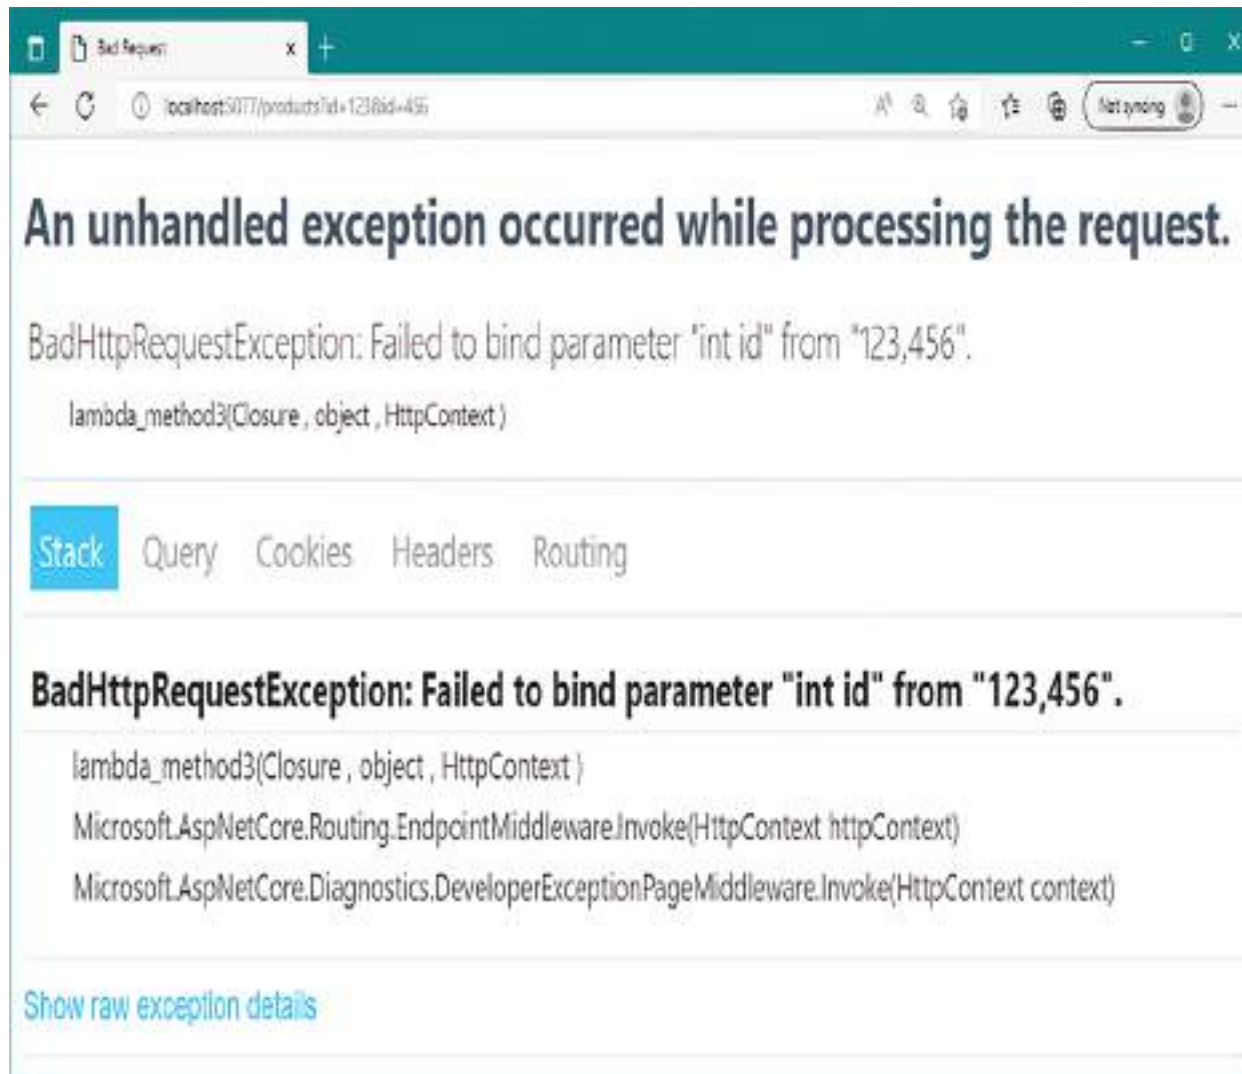 Bad Request
localhost:5077/products?id=123&id=456
Not syncing
An unhandled exception occurred while processing the request.
BadHttpRequestException: Failed to bind parameter "int id" from "123,456".
lambda_method3(Closure , object , HttpContext )
Stack Query Cookies Headers Routing
BadHttpRequestException: Failed to bind parameter "int id" from "123,456".
lambda_method3(Closure , object , HttpContext )
Microsoft.AspNetCore.Routing.EndpointMiddleware.Invoke(HttpContext httpContext)
Microsoft.AspNetCore.Diagnostics.DeveloperExceptionPageMiddleware.Invoke(HttpContext context)
Show raw exception details